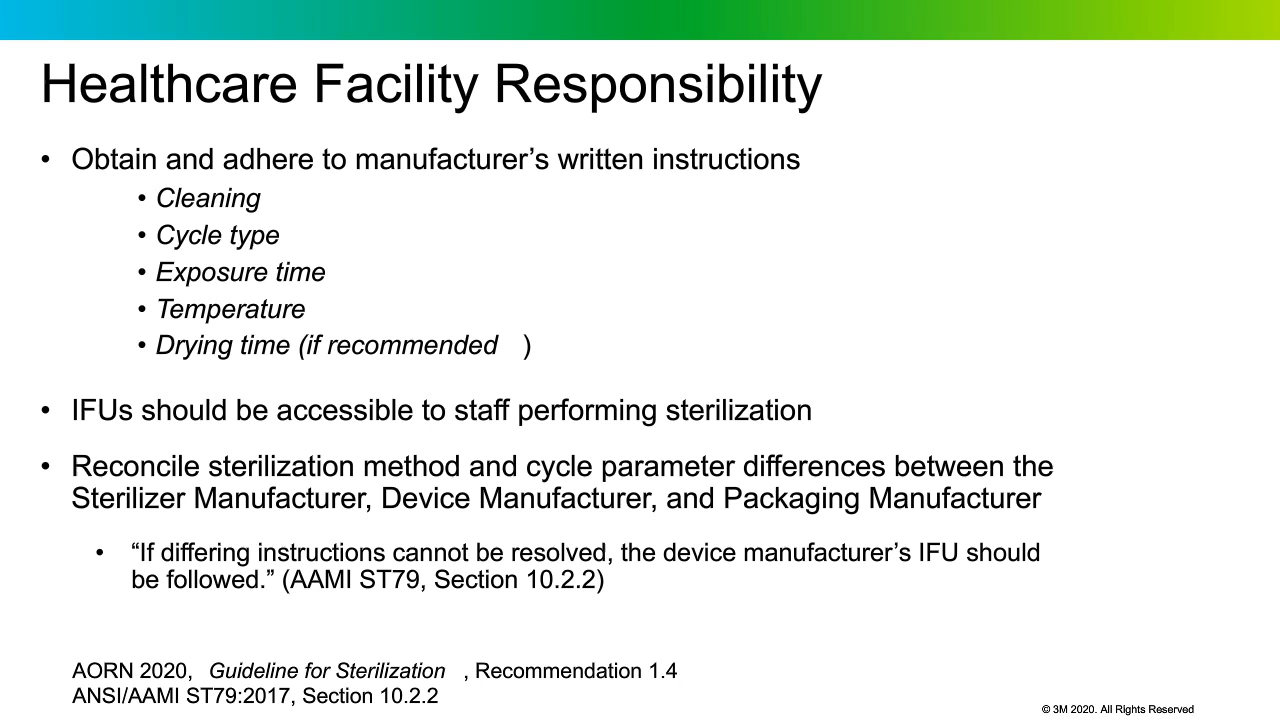 Healthcare Facility Responsibility
• Obtain and adhere to manufacturer’s written instructions
• Cleaning
• Cycle type
• Exposure time
• Temperature
• Drying time (if recommended )
• IFUs should be accessible to staff performing sterilization
• Reconcile sterilization method and cycle parameter differences between the
Sterilizer Manufacturer, Device Manufacturer, and Packaging Manufacturer
• “If differing instructions cannot be resolved, the device manufacturer’s IFU should
be followed.” (AAMI ST79, Section 10.2.2)
AORN 2020, Guideline for Sterilization , Recommendation 1.4
ANSI/AAMI ST79:2017, Section 10.2.2
© 3M 2020. All Rights Reserved